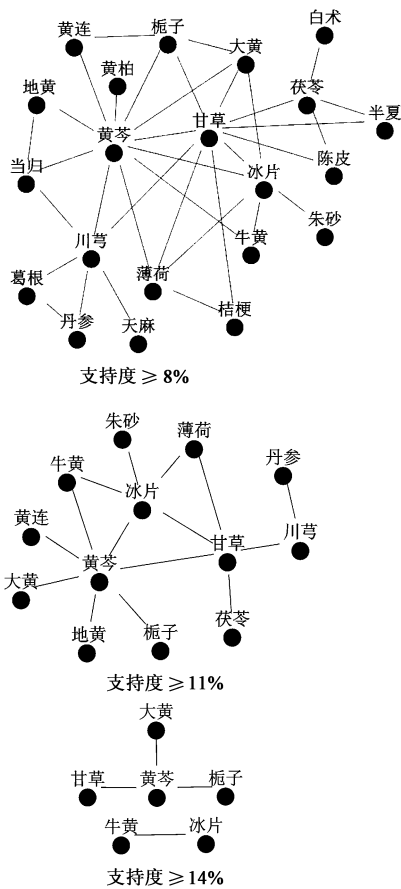 白术
黄连
栀子
大黄
黄柏
地黄
茯苓
半夏
黄芩
甘草
陈皮
当归
冰片
朱砂
川芎
牛黄
葛根
薄荷
桔梗
丹参
天麻
支持度≥8%
朱砂
薄荷
牛黄
冰片
丹参
黄连
甘草
川芎
黄芩
大黄
地黄
栀子
茯苓
支持度≥11%
大黄
甘草
黄芩
栀子
牛黄
冰片
支持度≥14%